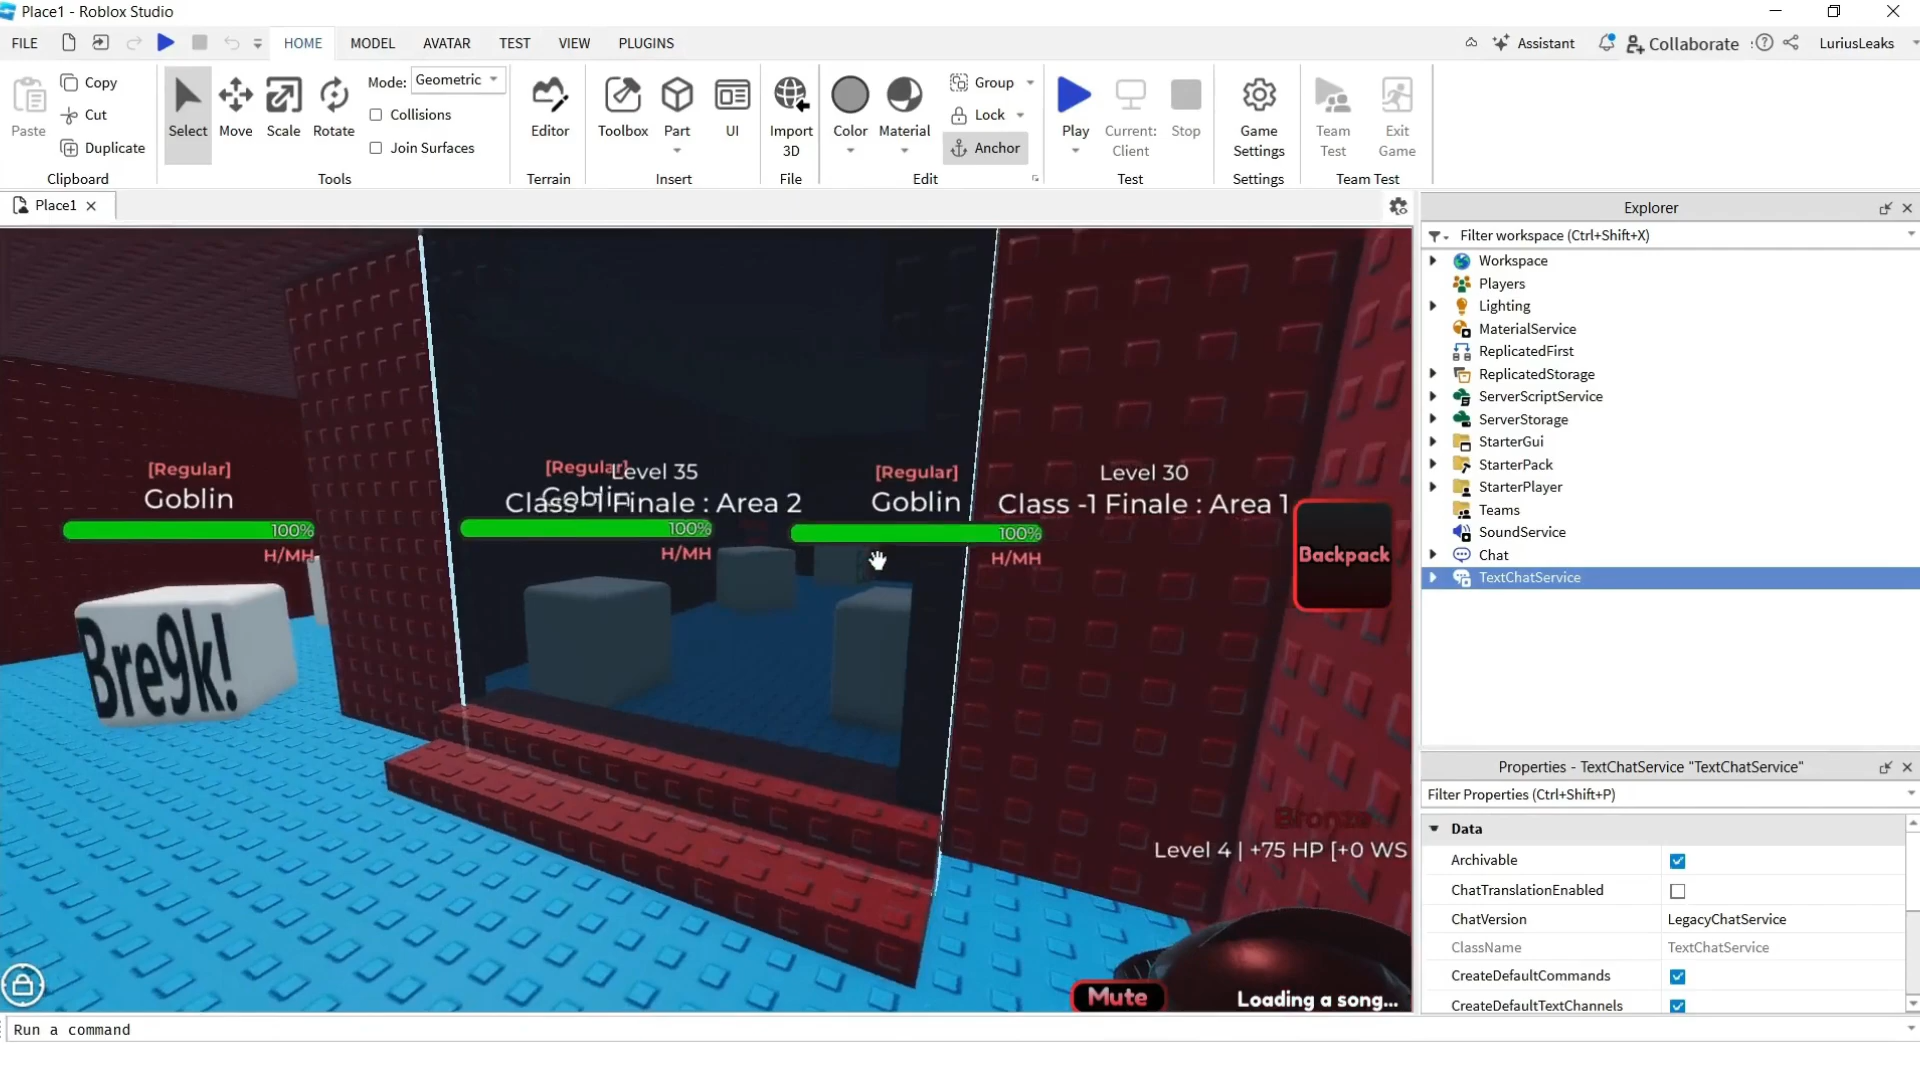 Place1 - Roblox Studio
FILE
HOME
MODEL
AVATAR
TEST
VIEW
PLUGINS
Assistant
Collaborate
LuriusLeaks
Paste
Copy
Cut
Duplicate
Clipboard
Select
Move
Scale
Rotate
Mode: Geometric
Collisions
Join Surfaces
Tools
Editor
Terrain
Toolbox
Part
UI
Insert
Import 3D
File
Color
Material
Group
Lock
Anchor
Edit
Play
Current: Client
Stop
Test
Game Settings
Settings
Team Test
Exit Game
Team Test
Place1
[Regular]
Goblin
100%
H/MH
[Regular]
Goblin
100%
H/MH
Level 35
Class -1 Finale : Area 2
[Regular]
Goblin
100%
H/MH
Level 30
Class -1 Finale : Area 1
Backpack
Bre9k!
Bronze
Level 4 | +75 HP [+0 WS
Mute
Loading a song...
Run a command
Explorer
Filter workspace (Ctrl+Shift+X)
Workspace
Players
Lighting
MaterialService
ReplicatedFirst
ReplicatedStorage
ServerScriptService
ServerStorage
StarterGui
StarterPack
StarterPlayer
Teams
SoundService
Chat
TextChatService
Properties - TextChatService "TextChatService"
Filter Properties (Ctrl+Shift+P)
Data
Archivable
ChatTranslationEnabled
ChatVersion LegacyChatService
ClassName TextChatService
CreateDefaultCommands
CreateDefaultTextChannels